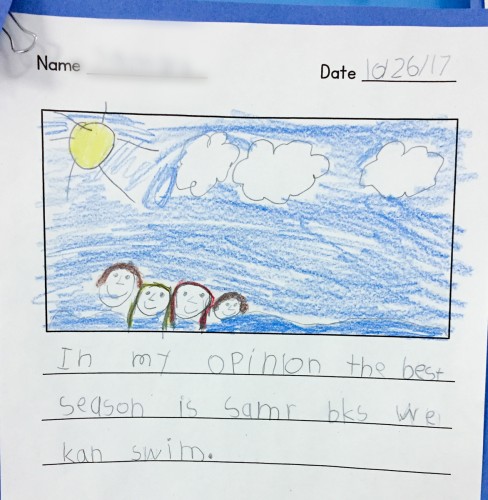 Name
Date 10/26/17
In my opinion the best
season is samr bks we
kan swim.